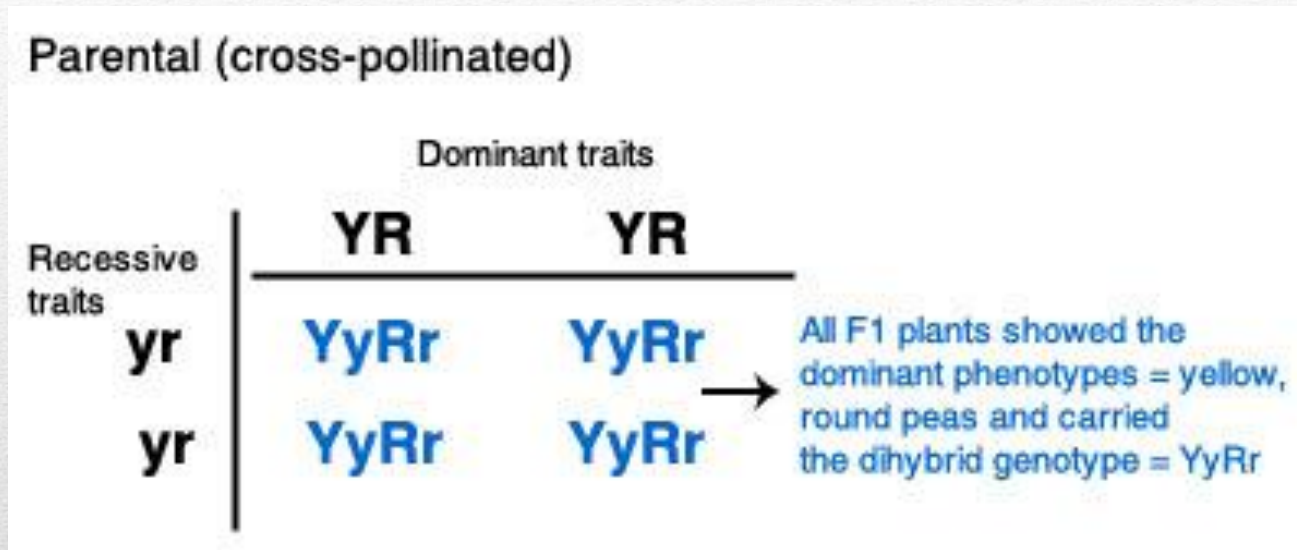 Parental (cross-pollinated)
Dominant traits
YR YR
Recessive
traits
yr YyRr YyRr
yr YyRr YyRr
All F1 plants showed the
dominant phenotypes = yellow,
round peas and carried
the dihybrid genotype = YyRr